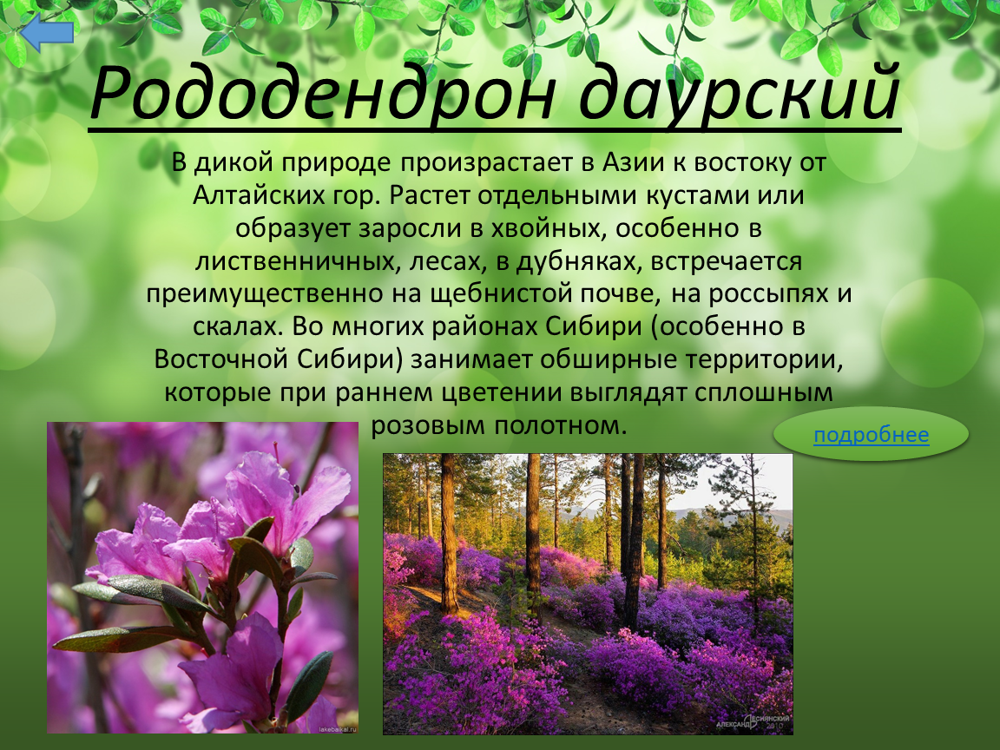 Рододендрон даурский
В дикой природе произрастает в Азии к востоку от
Алтайских гор. Растет отдельными кустами или
образует заросли в хвойных, особенно в
лиственничных, лесах, в дубняках, встречается
преимущественно на щебнистой почве, на россыпях и
скалах. Во многих районах Сибири (особенно в
Восточной Сибири) занимает обширные территории,
которые при раннем цветении выглядят сплошным
розовым полотном.
подробнее
lakebaikal.ru
АЛЕКСАНДР ЛЕСНЯНСКИЙ
2010